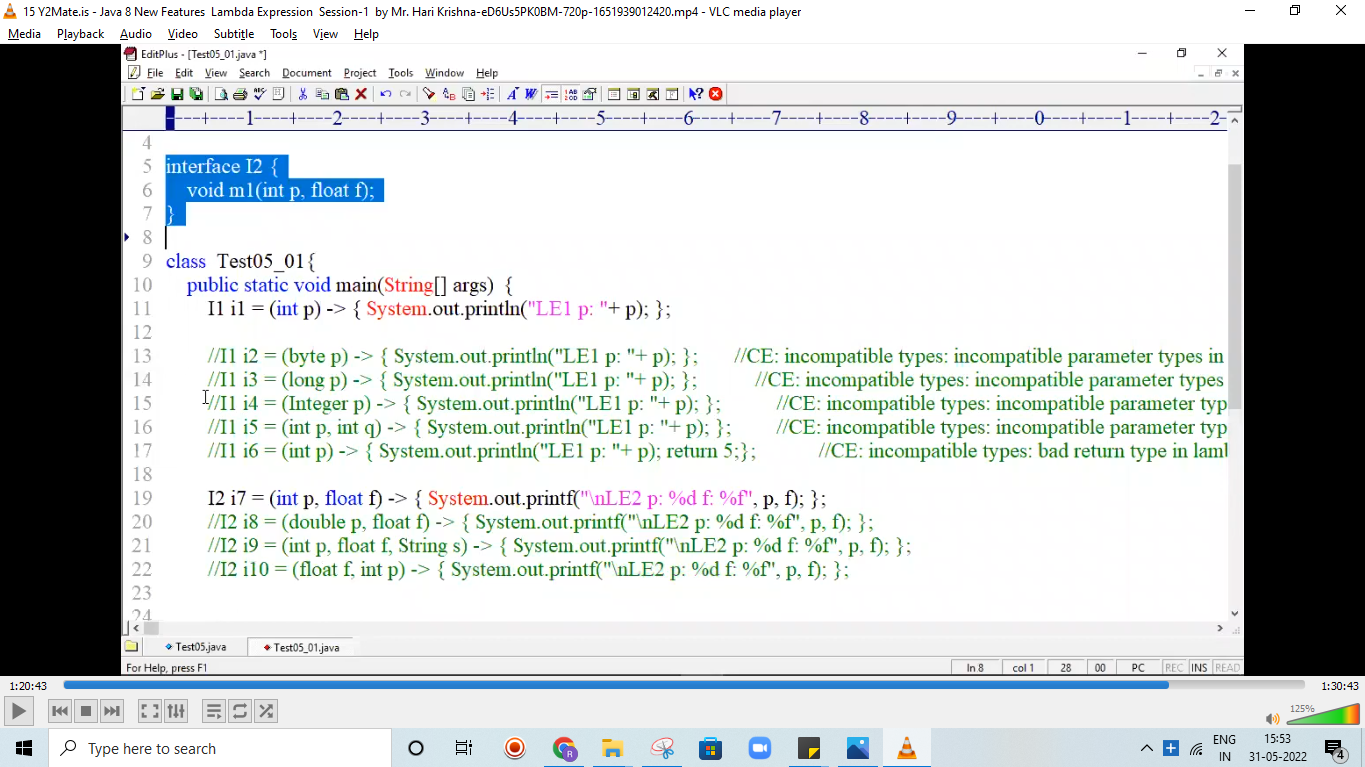 15 Y2Mate.is - Java 8 New Features  Lambda Expression  Session-1  by Mr. Hari Krishna-eD6Us5PK0BM-720p-1651939012420.mp4 - VLC media player
Media Playback Audio Video Subtitle Tools View Help
EditPlus - [Test05_01.java *]
File Edit View Search Document Project Tools Window Help
----+----1----+----2----+----3----+----4----+----5----+----6----+----7----+----8----+----9----+----0----+----1----+----2-
4
5 interface I2 {
6 void m1(int p, float f);
7 }
8
9 class  Test05_01{
10 public static void main(String[] args)  {
11 I1 i1 = (int p) -> { System.out.println("LE1 p: "+ p); };
12
13 //I1 i2 = (byte p) -> { System.out.println("LE1 p: "+ p); }; //CE: incompatible types: incompatible parameter types in
14 //I1 i3 = (long p) -> { System.out.println("LE1 p: "+ p); }; //CE: incompatible types: incompatible parameter types
15 //I1 i4 = (Integer p) -> { System.out.println("LE1 p: "+ p); }; //CE: incompatible types: incompatible parameter typ
16 //I1 i5 = (int p, int q) -> { System.out.println("LE1 p: "+ p); }; //CE: incompatible types: incompatible parameter typ
17 //I1 i6 = (int p) -> { System.out.println("LE1 p: "+ p); return 5;}; //CE: incompatible types: bad return type in lam
18
19 I2 i7 = (int p, float f) -> { System.out.printf("\nLE2 p: %d f: %f", p, f); };
20 //I2 i8 = (double p, float f) -> { System.out.printf("\nLE2 p: %d f: %f", p, f); };
21 //I2 i9 = (int p, float f, String s) -> { System.out.printf("\nLE2 p: %d f: %f", p, f); };
22 //I2 i10 = (float f, int p) -> { System.out.printf("\nLE2 p: %d f: %f", p, f); };
23
24
Test05.java Test05_01.java
For Help, press F1 ln 8 col 1 28 00 PC REC INS READ
1:20:43 1:30:43
125%
Type here to search
ENG 15:53
IN 31-05-2022 4